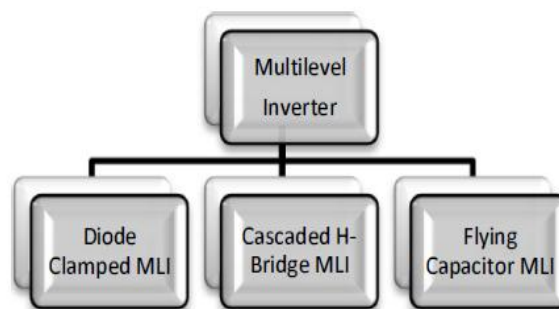 Multilevel
Inverter
Diode
Clamped MLI
Cascaded H-
Bridge MLI
Flying
Capacitor MLI